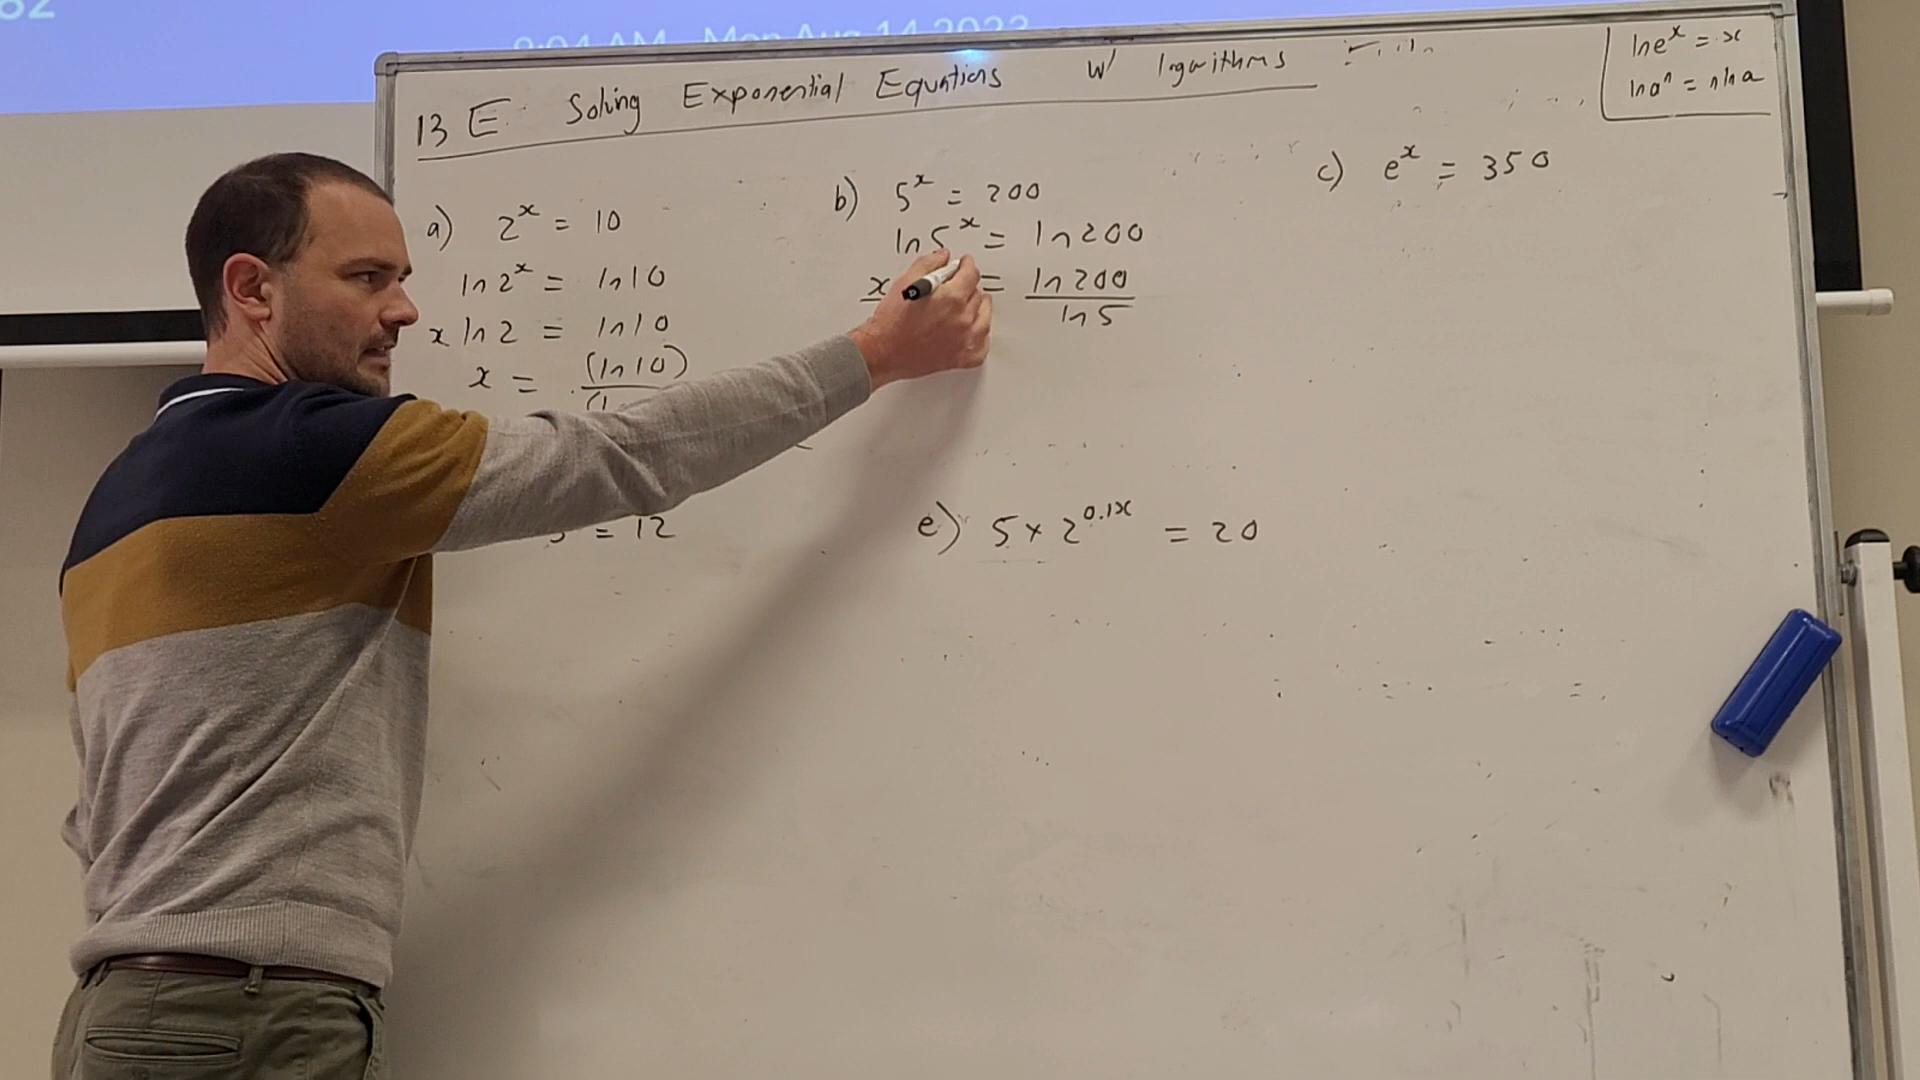 82
9:04 AM Mon Aug 14 2023
13 E. Solving Exponential Equations w/ logarithms
ln e^x = x
ln a^n = n ln a
a) 2^x = 10
ln 2^x = ln 10
x ln 2 = ln 10
x = (ln 10)
b) 5^x = 200
ln 5^x = ln 200
x = ln 200
ln 5
c) e^x = 350
= 12
e) 5 × 2^0.1x = 20